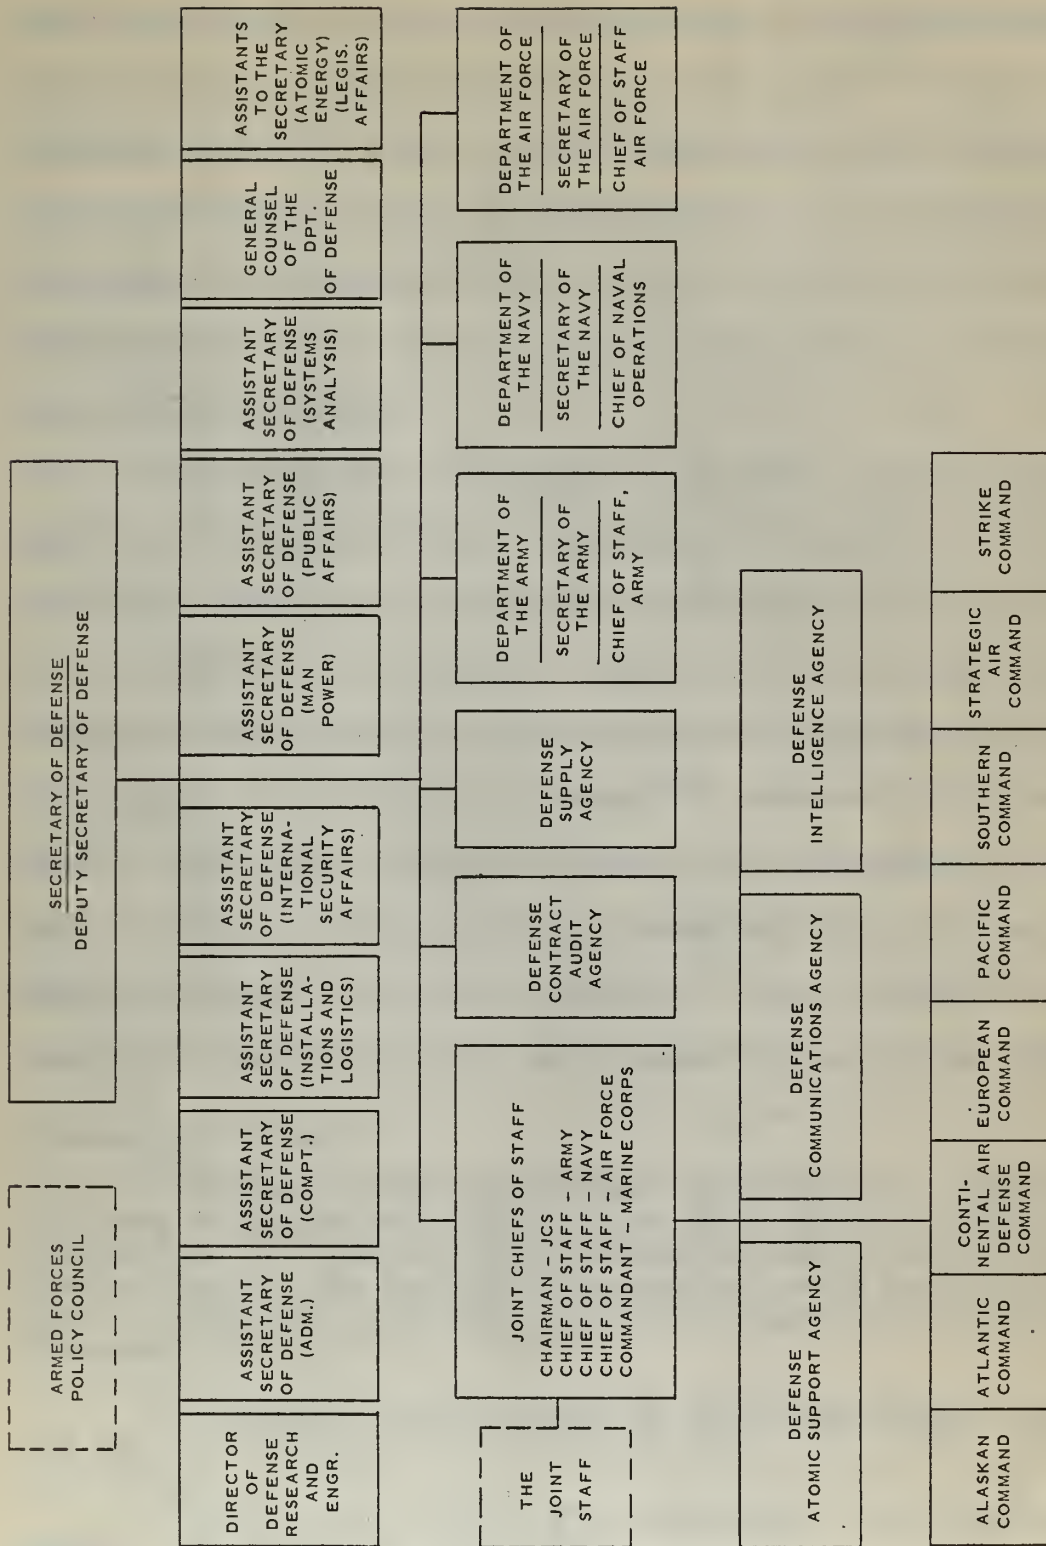 ARMED FORCES
POLICY COUNCIL
SECRETARY OF DEFENSE
DEPUTY SECRETARY OF DEFENSE
DIRECTOR
OF
DEFENSE
RESEARCH
AND
ENGR.
ASSISTANT
SECRETARY
OF DEFENSE
(ADM.)
ASSISTANT
SECRETARY
OF DEFENSE
(COMPT.)
ASSISTANT
SECRETARY
OF DEFENSE
(INSTALLA-
TIONS AND
LOGISTICS)
ASSISTANT
SECRETARY
OF DEFENSE
(INTERNA-
TIONAL
SECURITY
AFFAIRS)
ASSISTANT
SECRETARY
OF DEFENSE
(MAN
POWER)
ASSISTANT
SECRETARY
OF DEFENSE
(PUBLIC
AFFAIRS)
ASSISTANT
SECRETARY
OF DEFENSE
(SYSTEMS
ANALYSIS)
GENERAL
COUNSEL
OF THE
DPT.
OF DEFENSE
ASSISTANTS
TO THE
SECRETARY
(ATOMIC
ENERGY)
(LEGIS.
AFFAIRS)
THE
JOINT
STAFF
JOINT CHIEFS OF STAFF
CHAIRMAN – JCS
CHIEF OF STAFF – ARMY
CHIEF OF STAFF – NAVY
CHIEF OF STAFF – AIR FORCE
COMMANDANT – MARINE CORPS
DEFENSE
CONTRACT
AUDIT
AGENCY
DEFENSE
SUPPLY
AGENCY
DEPARTMENT OF
THE ARMY
SECRETARY OF
THE ARMY
CHIEF OF STAFF,
ARMY
DEPARTMENT OF
THE NAVY
SECRETARY OF
THE NAVY
CHIEF OF NAVAL
OPERATIONS
DEPARTMENT OF
THE AIR FORCE
SECRETARY OF
THE AIR FORCE
CHIEF OF STAFF
AIR FORCE
DEFENSE
ATOMIC SUPPORT AGENCY
DEFENSE
COMMUNICATIONS AGENCY
DEFENSE
INTELLIGENCE AGENCY
ALASKAN
COMMAND
ATLANTIC
COMMAND
CONTI-
NENTAL AIR
DEFENSE
COMMAND
EUROPEAN
COMMAND
PACIFIC
COMMAND
SOUTHERN
COMMAND
STRATEGIC
AIR
COMMAND
STRIKE
COMMAND